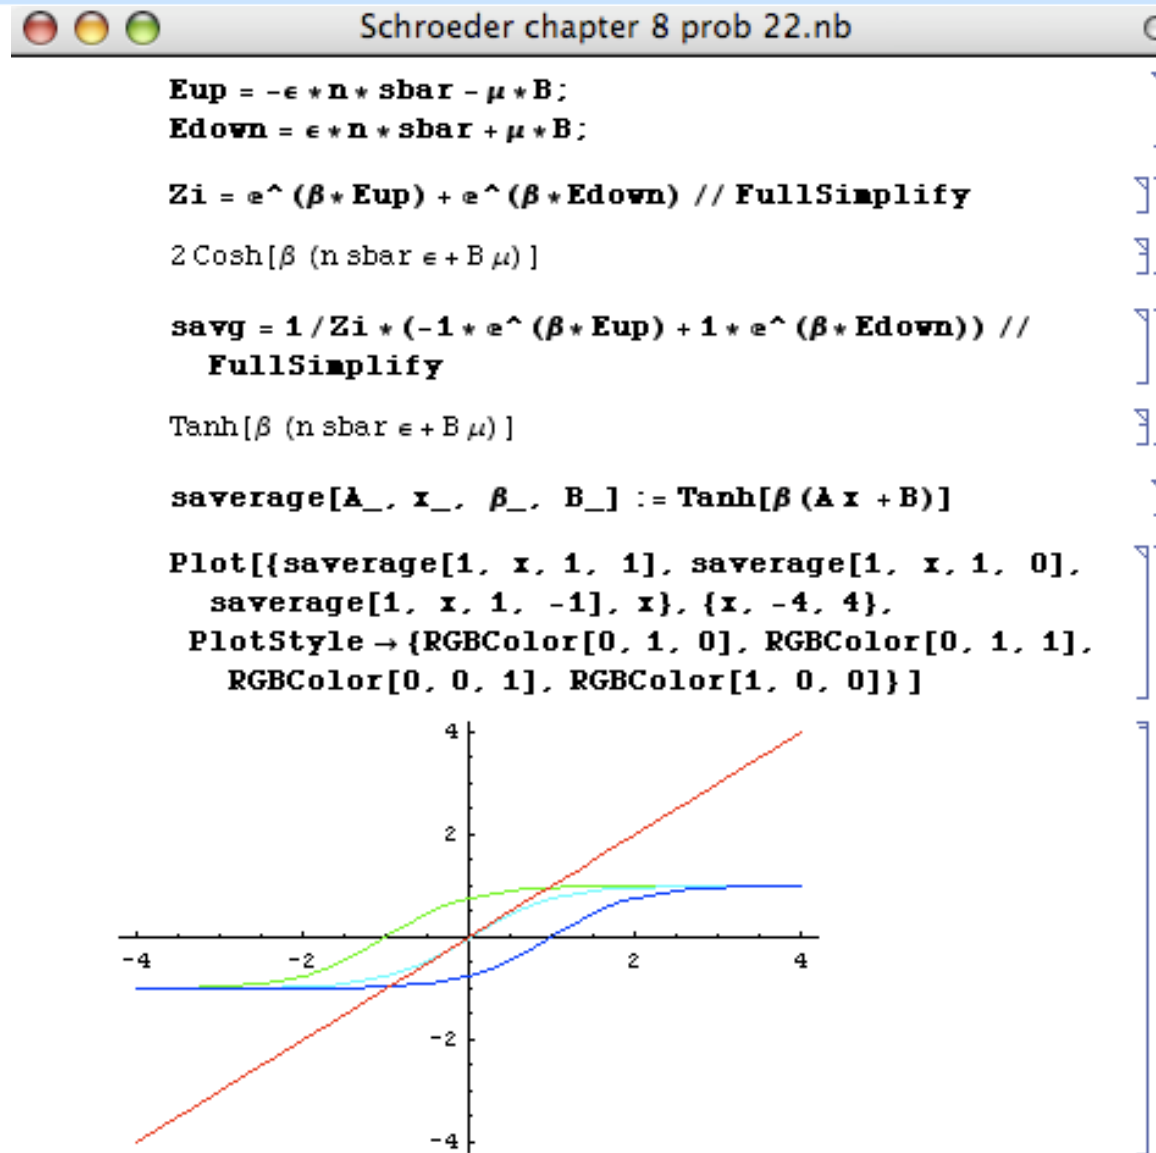 Schroeder chapter 8 prob 22.nb
Eup = -ϵ * n * sbar - μ * B;
Edown = ϵ * n * sbar + μ * B;
Zi = ⅇ^ (β * Eup) + ⅇ^ (β * Edown) // FullSimplify
2 Cosh[β (n sbar ϵ + B μ)]
savg = 1 / Zi * (-1 * ⅇ^ (β * Eup) + 1 * ⅇ^ (β * Edown)) //
FullSimplify
Tanh[β (n sbar ϵ + B μ)]
saverage[A_, x_, β_, B_] := Tanh[β (A x + B)]
Plot[{saverage[1, x, 1, 1], saverage[1, x, 1, 0],
saverage[1, x, 1, -1], x}, {x, -4, 4},
PlotStyle → {RGBColor[0, 1, 0], RGBColor[0, 1, 1],
RGBColor[0, 0, 1], RGBColor[1, 0, 0]}]
4
2
-4 -2 2 4
-2
-4